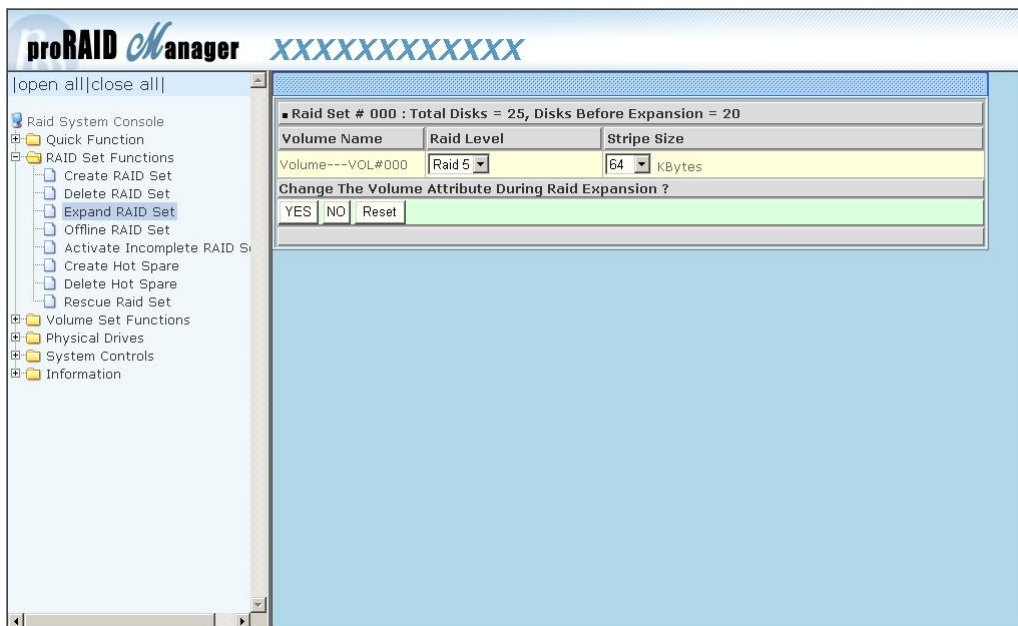 proRAID Manager XXXXXXXXXXXX
|open all|close all|
Raid System Console
Quick Function
RAID Set Functions
Create RAID Set
Delete RAID Set
Expand RAID Set
Offline RAID Set
Activate Incomplete RAID S
Create Hot Spare
Delete Hot Spare
Rescue Raid Set
Volume Set Functions
Physical Drives
System Controls
Information
Raid Set # 000 : Total Disks = 25, Disks Before Expansion = 20
Volume Name Raid Level Stripe Size
Volume---VOL#000 Raid 5 64 KBytes
Change The Volume Attribute During Raid Expansion ?
YES NO Reset